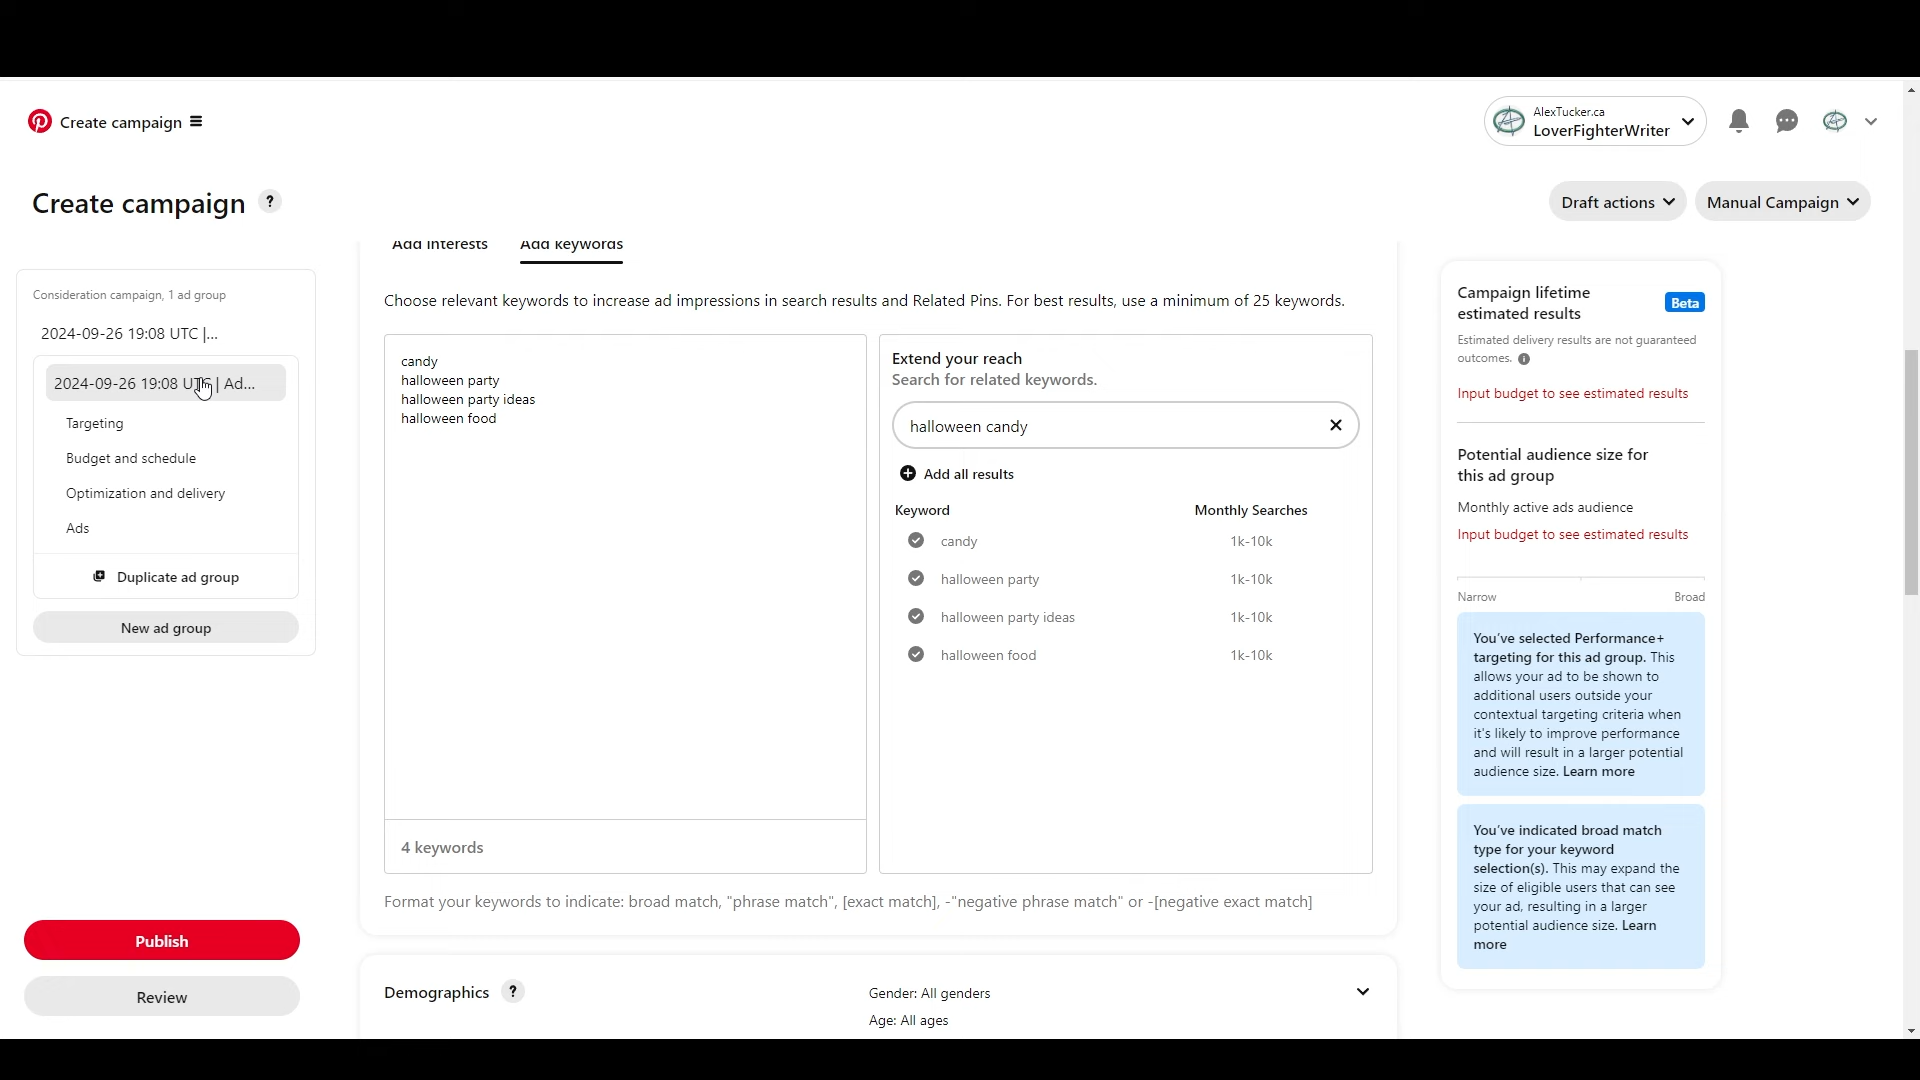 Create campaign
AlexTucker.ca
LoverFighterWriter
Create campaign ?
Draft actions
Manual Campaign
Consideration campaign, 1 ad group
2024-09-26 19:08 UTC |...
2024-09-26 19:08 UTC | Ad...
Targeting
Budget and schedule
Optimization and delivery
Ads
Duplicate ad group
New ad group
Publish
Review
Add interests
Add keywords
Choose relevant keywords to increase ad impressions in search results and Related Pins. For best results, use a minimum of 25 keywords.
candy
halloween party
halloween party ideas
halloween food
4 keywords
Extend your reach
Search for related keywords.
halloween candy
Add all results
Keyword Monthly Searches
candy 1k-10k
halloween party 1k-10k
halloween party ideas 1k-10k
halloween food 1k-10k
Format your keywords to indicate: broad match, "phrase match", [exact match], -"negative phrase match" or -[negative exact match]
Demographics ?
Gender: All genders
Age: All ages
Campaign lifetime
estimated results
Beta
Estimated delivery results are not guaranteed
outcomes.
Input budget to see estimated results
Potential audience size for
this ad group
Monthly active ads audience
Input budget to see estimated results
Narrow Broad
You've selected Performance+
targeting for this ad group. This
allows your ad to be shown to
additional users outside your
contextual targeting criteria when
it's likely to improve performance
and will result in a larger potential
audience size. Learn more
You've indicated broad match
type for your keyword
selection(s). This may expand the
size of eligible users that can see
your ad, resulting in a larger
potential audience size. Learn
more